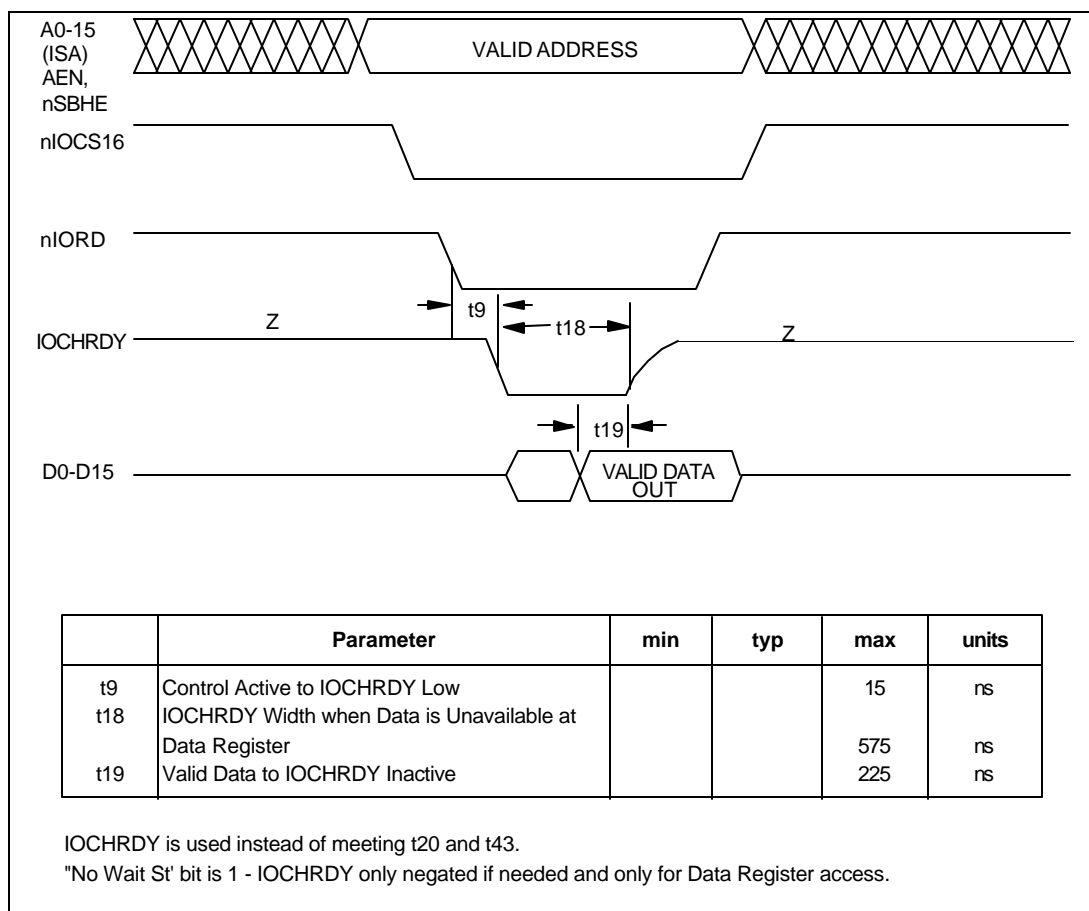 A0-15
(ISA)
AEN,
nSBHE
VALID ADDRESS
nIOCS16
nIORD
t9
Z
t18
Z
IOCHRDY
t19
D0-D15
VALID DATA
OUT
Parameter min typ max units
t9 Control Active to IOCHRDY Low 15 ns
t18 IOCHRDY Width when Data is Unavailable at
Data Register 575 ns
t19 Valid Data to IOCHRDY Inactive 225 ns
IOCHRDY is used instead of meeting t20 and t43.
"No Wait St' bit is 1 - IOCHRDY only negated if needed and only for Data Register access.